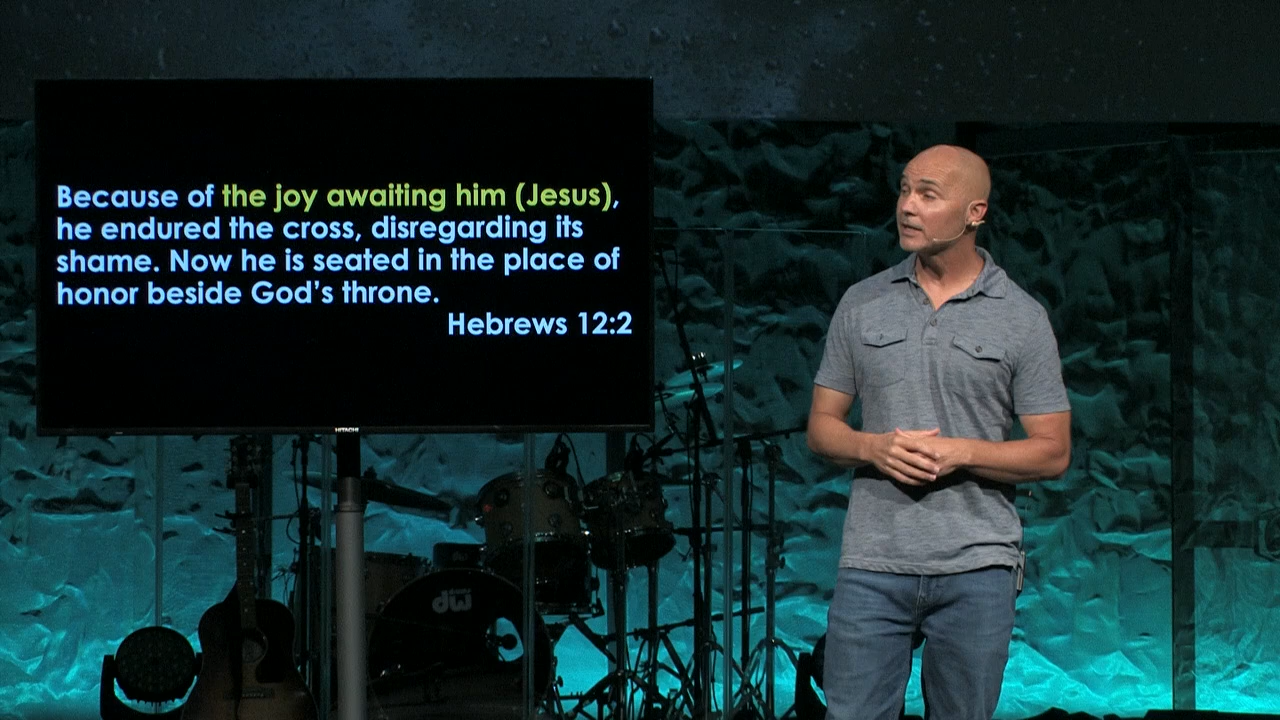 Because of the joy awaiting him (Jesus),
he endured the cross, disregarding its
shame. Now he is seated in the place of
honor beside God's throne.
Hebrews 12:2
HITACHI
dw